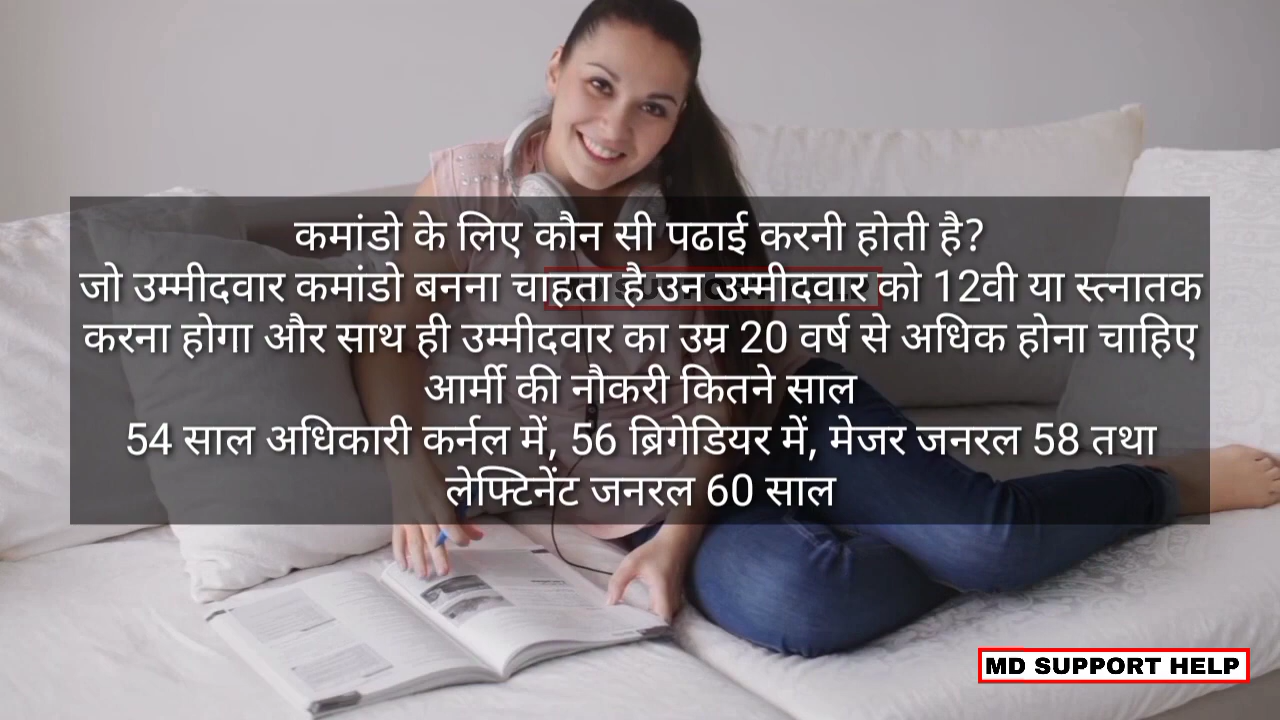 कमांडो के लिए कौन सी पढाई करनी होती है?
जो उम्मीदवार कमांडो बनना चाहता है उन उम्मीदवार को 12वी या स्त्नातक
करना होगा और साथ ही उम्मीदवार का उम्र 20 वर्ष से अधिक होना चाहिए
आर्मी की नौकरी कितने साल
54 साल अधिकारी कर्नल में, 56 ब्रिगेडियर में, मेजर जनरल 58 तथा
लेफ्टिनेंट जनरल 60 साल
MD SUPPORT HELP